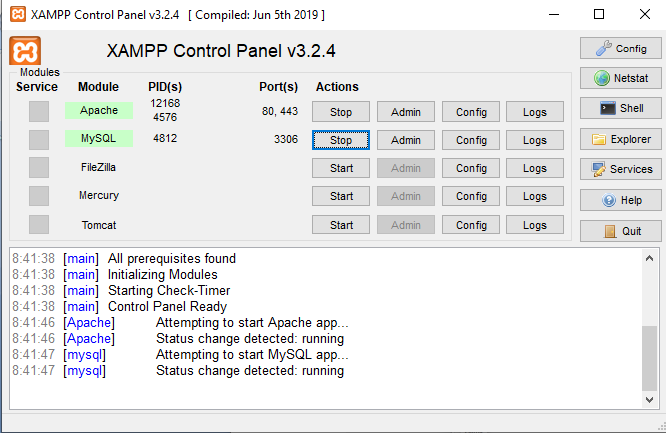 XAMPP Control Panel v3.2.4 [ Compiled: Jun 5th 2019 ]
XAMPP Control Panel v3.2.4
Config
Modules
Service Module PID(s) Port(s) Actions
Netstat
Apache 12168 4576 80, 443 Stop Admin Config Logs
Shell
MySQL 4812 3306 Stop Admin Config Logs
Explorer
FileZilla Start Admin Config Logs
Services
Mercury Start Admin Config Logs
Help
Tomcat Start Admin Config Logs
Quit
8:41:38 [main] All prerequisites found
8:41:38 [main] Initializing Modules
8:41:38 [main] Starting Check-Timer
8:41:38 [main] Control Panel Ready
8:41:46 [Apache] Attempting to start Apache app...
8:41:46 [Apache] Status change detected: running
8:41:47 [mysql] Attempting to start MySQL app...
8:41:47 [mysql] Status change detected: running